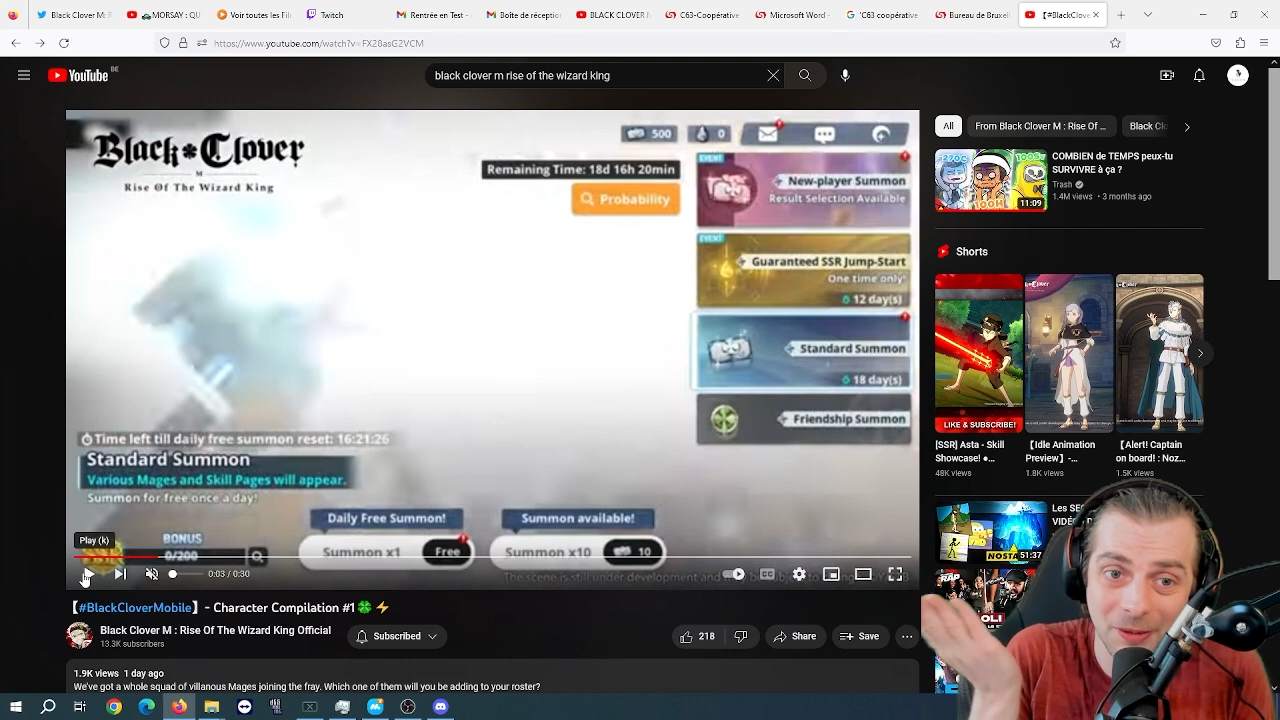 Black Clover M: R
MORSAY : QU
Pourvoir toutes les Fil
Rentrée en Test -
Boîte de réception
BLACK CLOVER
C63-Coopérat
Microsoft Word -
"C63 coopératio
Bureau de Bruxel
【#BlackClove
https://www.youtube.com/watch?v=FX28asG2VCM
YouTube BE
black clover m rise of the wizard king
Black Clover
M
Rise Of The Wizard King
500
0
Remaining Time: 18d 16h 20min
Probability
EVENT
New-player Summon
Result Selection Available
EVENT
Guaranteed SSR Jump-Start
One time only!
12 day(s)
Standard Summon
18 day(s)
Friendship Summon
Time left till daily free summon reset: 16:21:26
Standard Summon
Various Mages and Skill Pages will appear.
Summon for free once a day!
Daily Free Summon!
Summon available!
Play (k)
BONUS
0/200
Summon x1
Free
Summon x10
10
The scene is still under development and
0:03 / 0:30
【#BlackCloverMobile】 - Character Compilation #1🍀⚡
Black Clover M : Rise Of The Wizard King Official
13.3K subscribers
Subscribed
218
Share
Save
1.9K views 1 day ago
We've got a whole squad of villanous Mages joining the fray. Which one of them will you be adding to your roster?
All
From Black Clover M : Rise Of ...
Black Clo
11:09
COMBIEN de TEMPS peux-tu
SURVIVRE à ça ?
Trash
1.4M views • 3 months ago
Shorts
LIKE & SUBSCRIBE!
[SSR] Asta - Skill
Showcase! ●...
48K views
【Idle Animation
Preview】-...
1.8K views
【Alert! Captain
on board! : Noz...
1.5K views
NOSTA
51:37
Les SE
VIDÉO
RAP